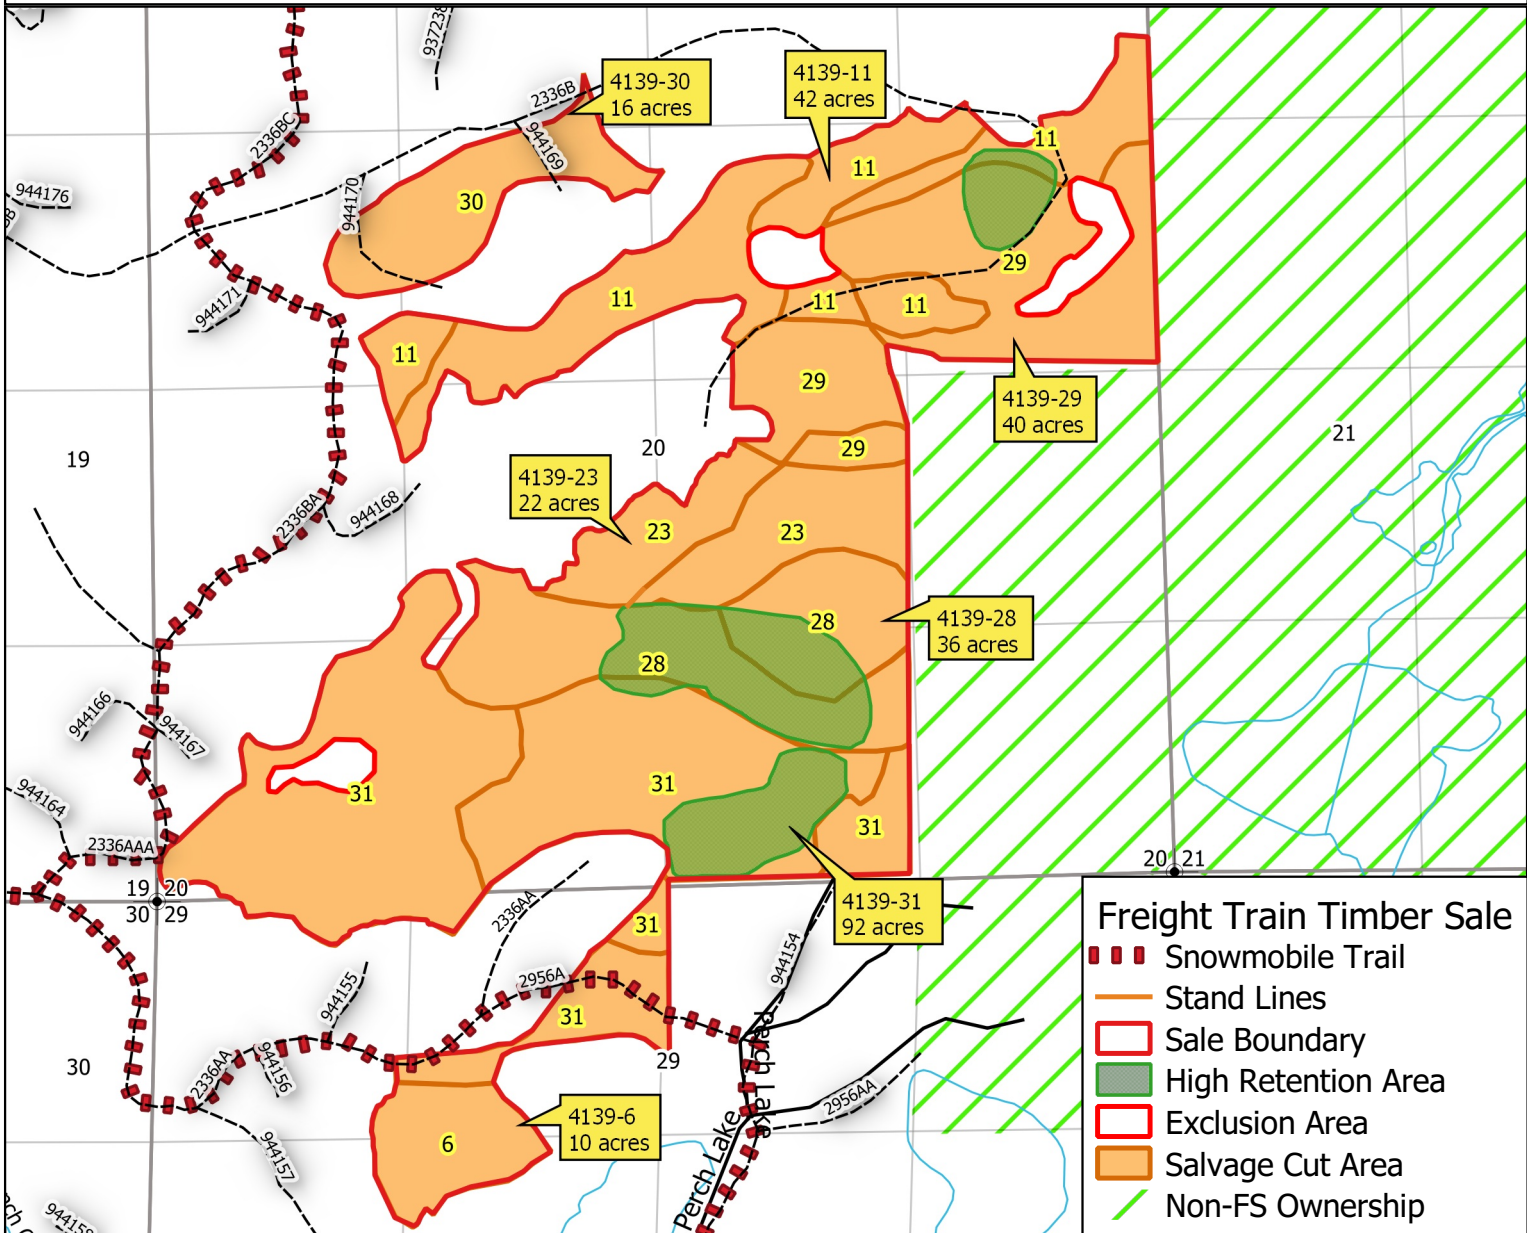 937238
2336B
4139-30
16 acres
4139-11
42 acres
2336BC
944169
11
11
944176
944170
30
29
944171
11
11
11
11
29
4139-29
40 acres
21
29
20
19
4139-23
22 acres
23
23
2336BA
944168
4139-28
36 acres
28
28
944166
944167
31
31
944164
31
2336AAA
20 21
19 20
30 29
4139-31
92 acres
2336AA
31
944154
2956A
944155
31
29
30
2336AA
944156
Perch Lake
2956AA
4139-6
10 acres
6
944157
Perch Lake
Freight Train Timber Sale
Snowmobile Trail
Stand Lines
Sale Boundary
High Retention Area
Exclusion Area
Salvage Cut Area
Non-FS Ownership